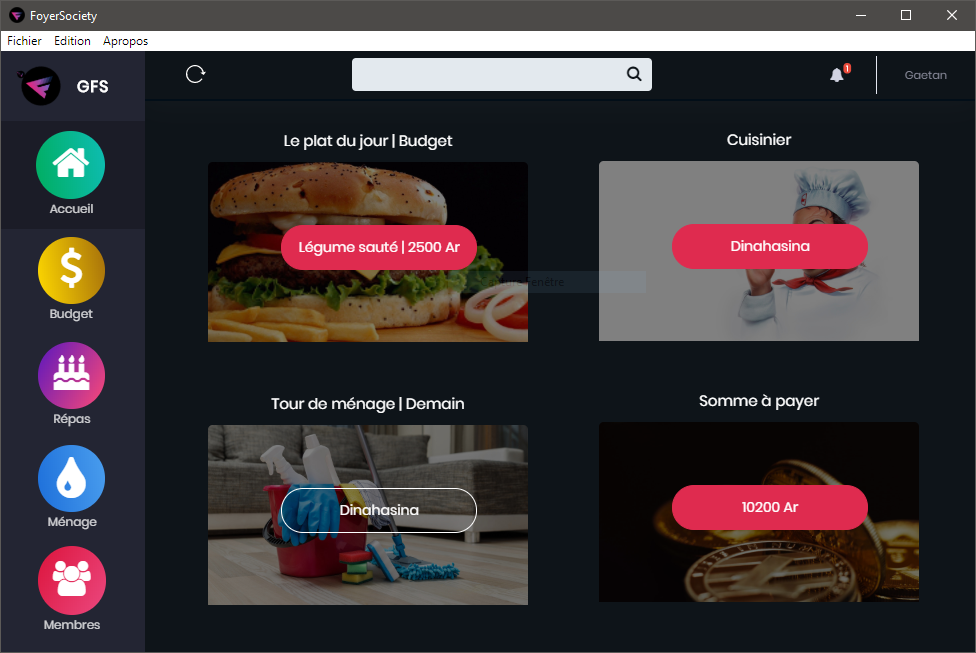 FoyerSociety
Fichier Edition Apropos
GFS
1
Gaetan
Accueil
Budget
Répas
Ménage
Membres
Le plat du jour | Budget
Légume sauté | 2500 Ar
Cuisinier
Dinahasina
Fenêtre
Tour de ménage | Demain
Dinahasina
Somme à payer
10200 Ar